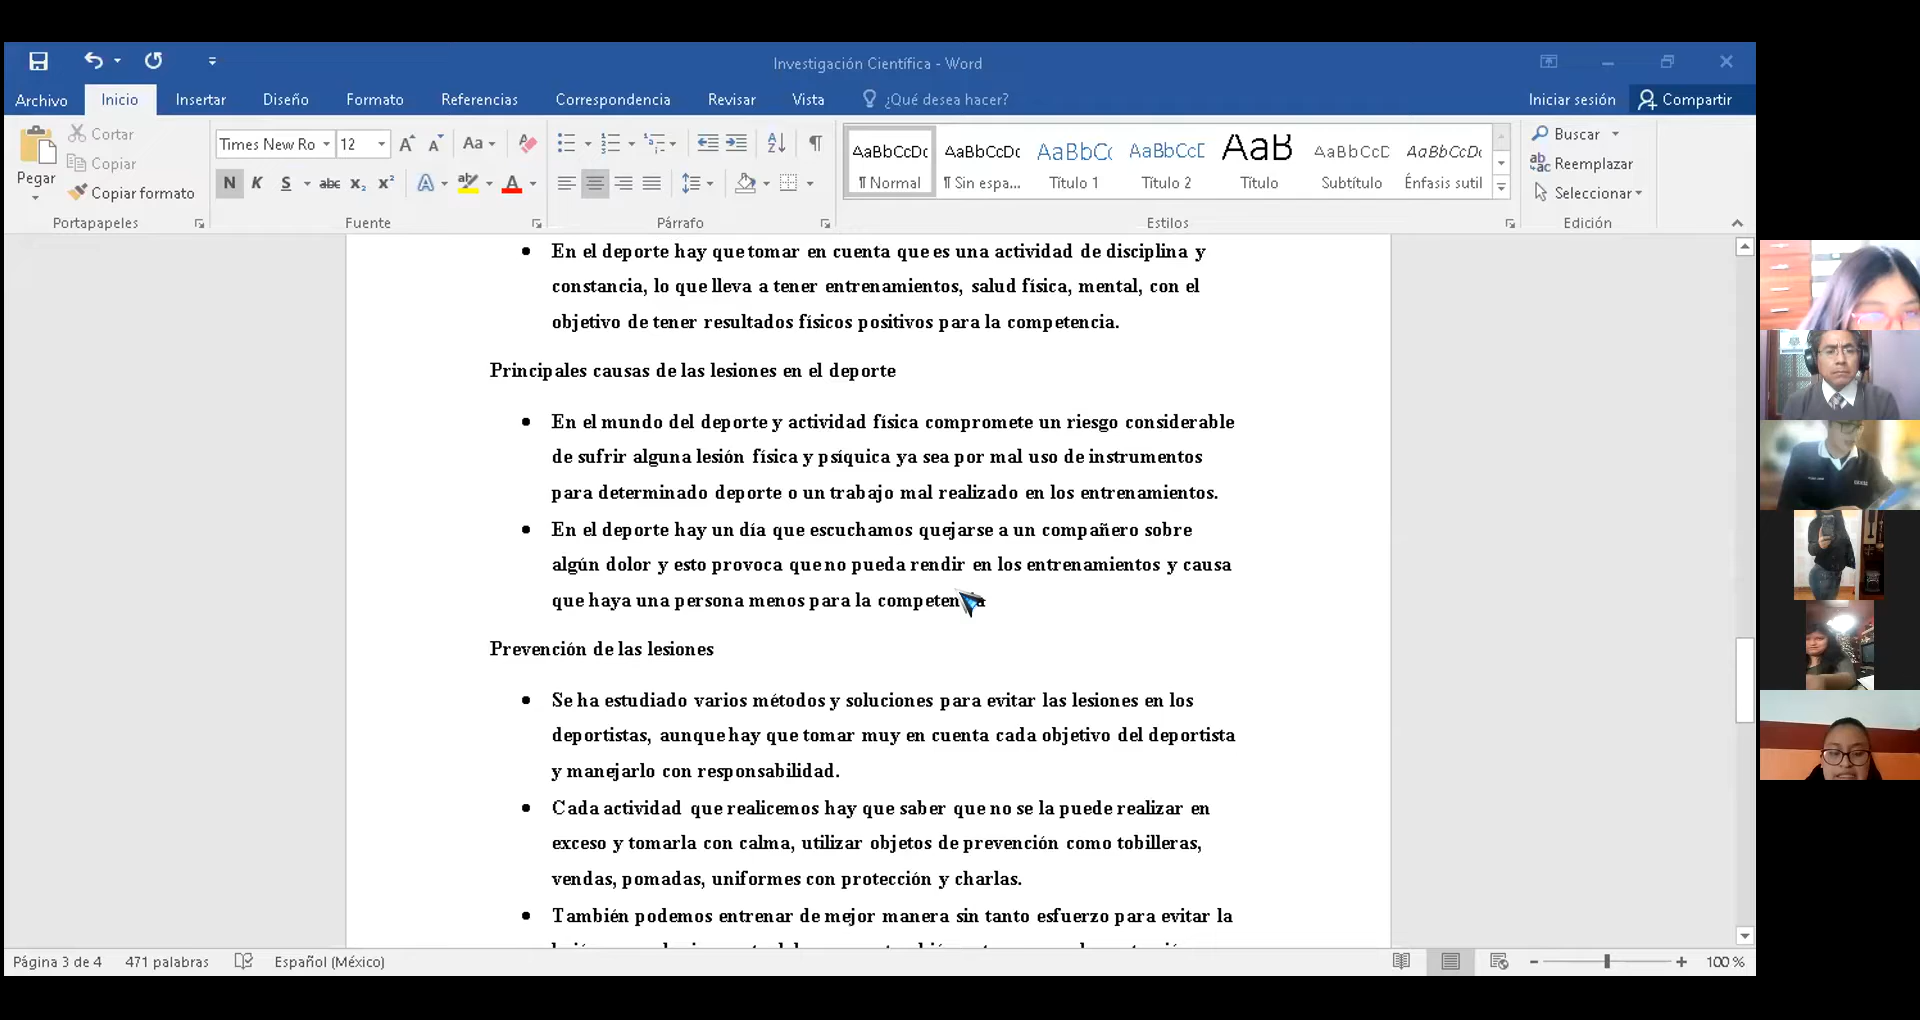 Investigación Científica - Word
Archivo Inicio Insertar Diseño Formato Referencias Correspondencia Revisar Vista ¿Qué desea hacer? Iniciar sesión Compartir
Pegar
Cortar
Copiar
Copiar formato
Portapapeles
Times New Ro 12 Aa
N K S abc x₂ x² A A
Fuente
Párrafo
AaBbCcDc AaBbCcDc AaBbC AaBbCcE AaB AaBbCcD AaBbCcDc
¶ Normal ¶ Sin espa... Título 1 Título 2 Título Subtítulo Énfasis sutil
Estilos
Buscar
Reemplazar
Seleccionar
Edición
En el deporte hay que tomar en cuenta que es una actividad de disciplina y
constancia, lo que lleva a tener entrenamientos, salud física, mental, con el
objetivo de tener resultados físicos positivos para la competencia.
Principales causas de las lesiones en el deporte
En el mundo del deporte y actividad física compromete un riesgo considerable
de sufrir alguna lesión física y psíquica ya sea por mal uso de instrumentos
para determinado deporte o un trabajo mal realizado en los entrenamientos.
En el deporte hay un día que escuchamos quejarse a un compañero sobre
algún dolor y esto provoca que no pueda rendir en los entrenamientos y causa
que haya una persona menos para la competencia
Prevención de las lesiones
Se ha estudiado varios métodos y soluciones para evitar las lesiones en los
deportistas, aunque hay que tomar muy en cuenta cada objetivo del deportista
y manejarlo con responsabilidad.
Cada actividad que realicemos hay que saber que no se la puede realizar en
exceso y tomarla con calma, utilizar objetos de prevención como tobilleras,
vendas, pomadas, uniformes con protección y charlas.
También podemos entrenar de mejor manera sin tanto esfuerzo para evitar la
Página 3 de 4 471 palabras Español (México) 100 %